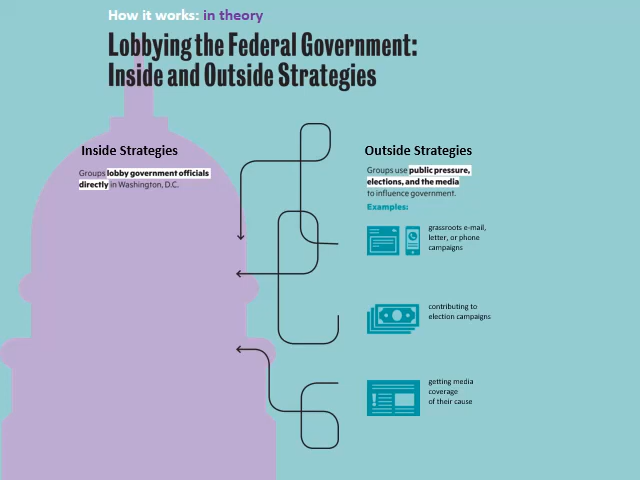 How it works: in theory
Lobbying the Federal Government:
Inside and Outside Strategies
Inside Strategies
Groups lobby government officials
directly in Washington, D.C.
Outside Strategies
Groups use public pressure,
elections, and the media
to influence government.
Examples:
grassroots e-mail,
letter, or phone
campaigns
contributing to
election campaigns
getting media
coverage
of their cause